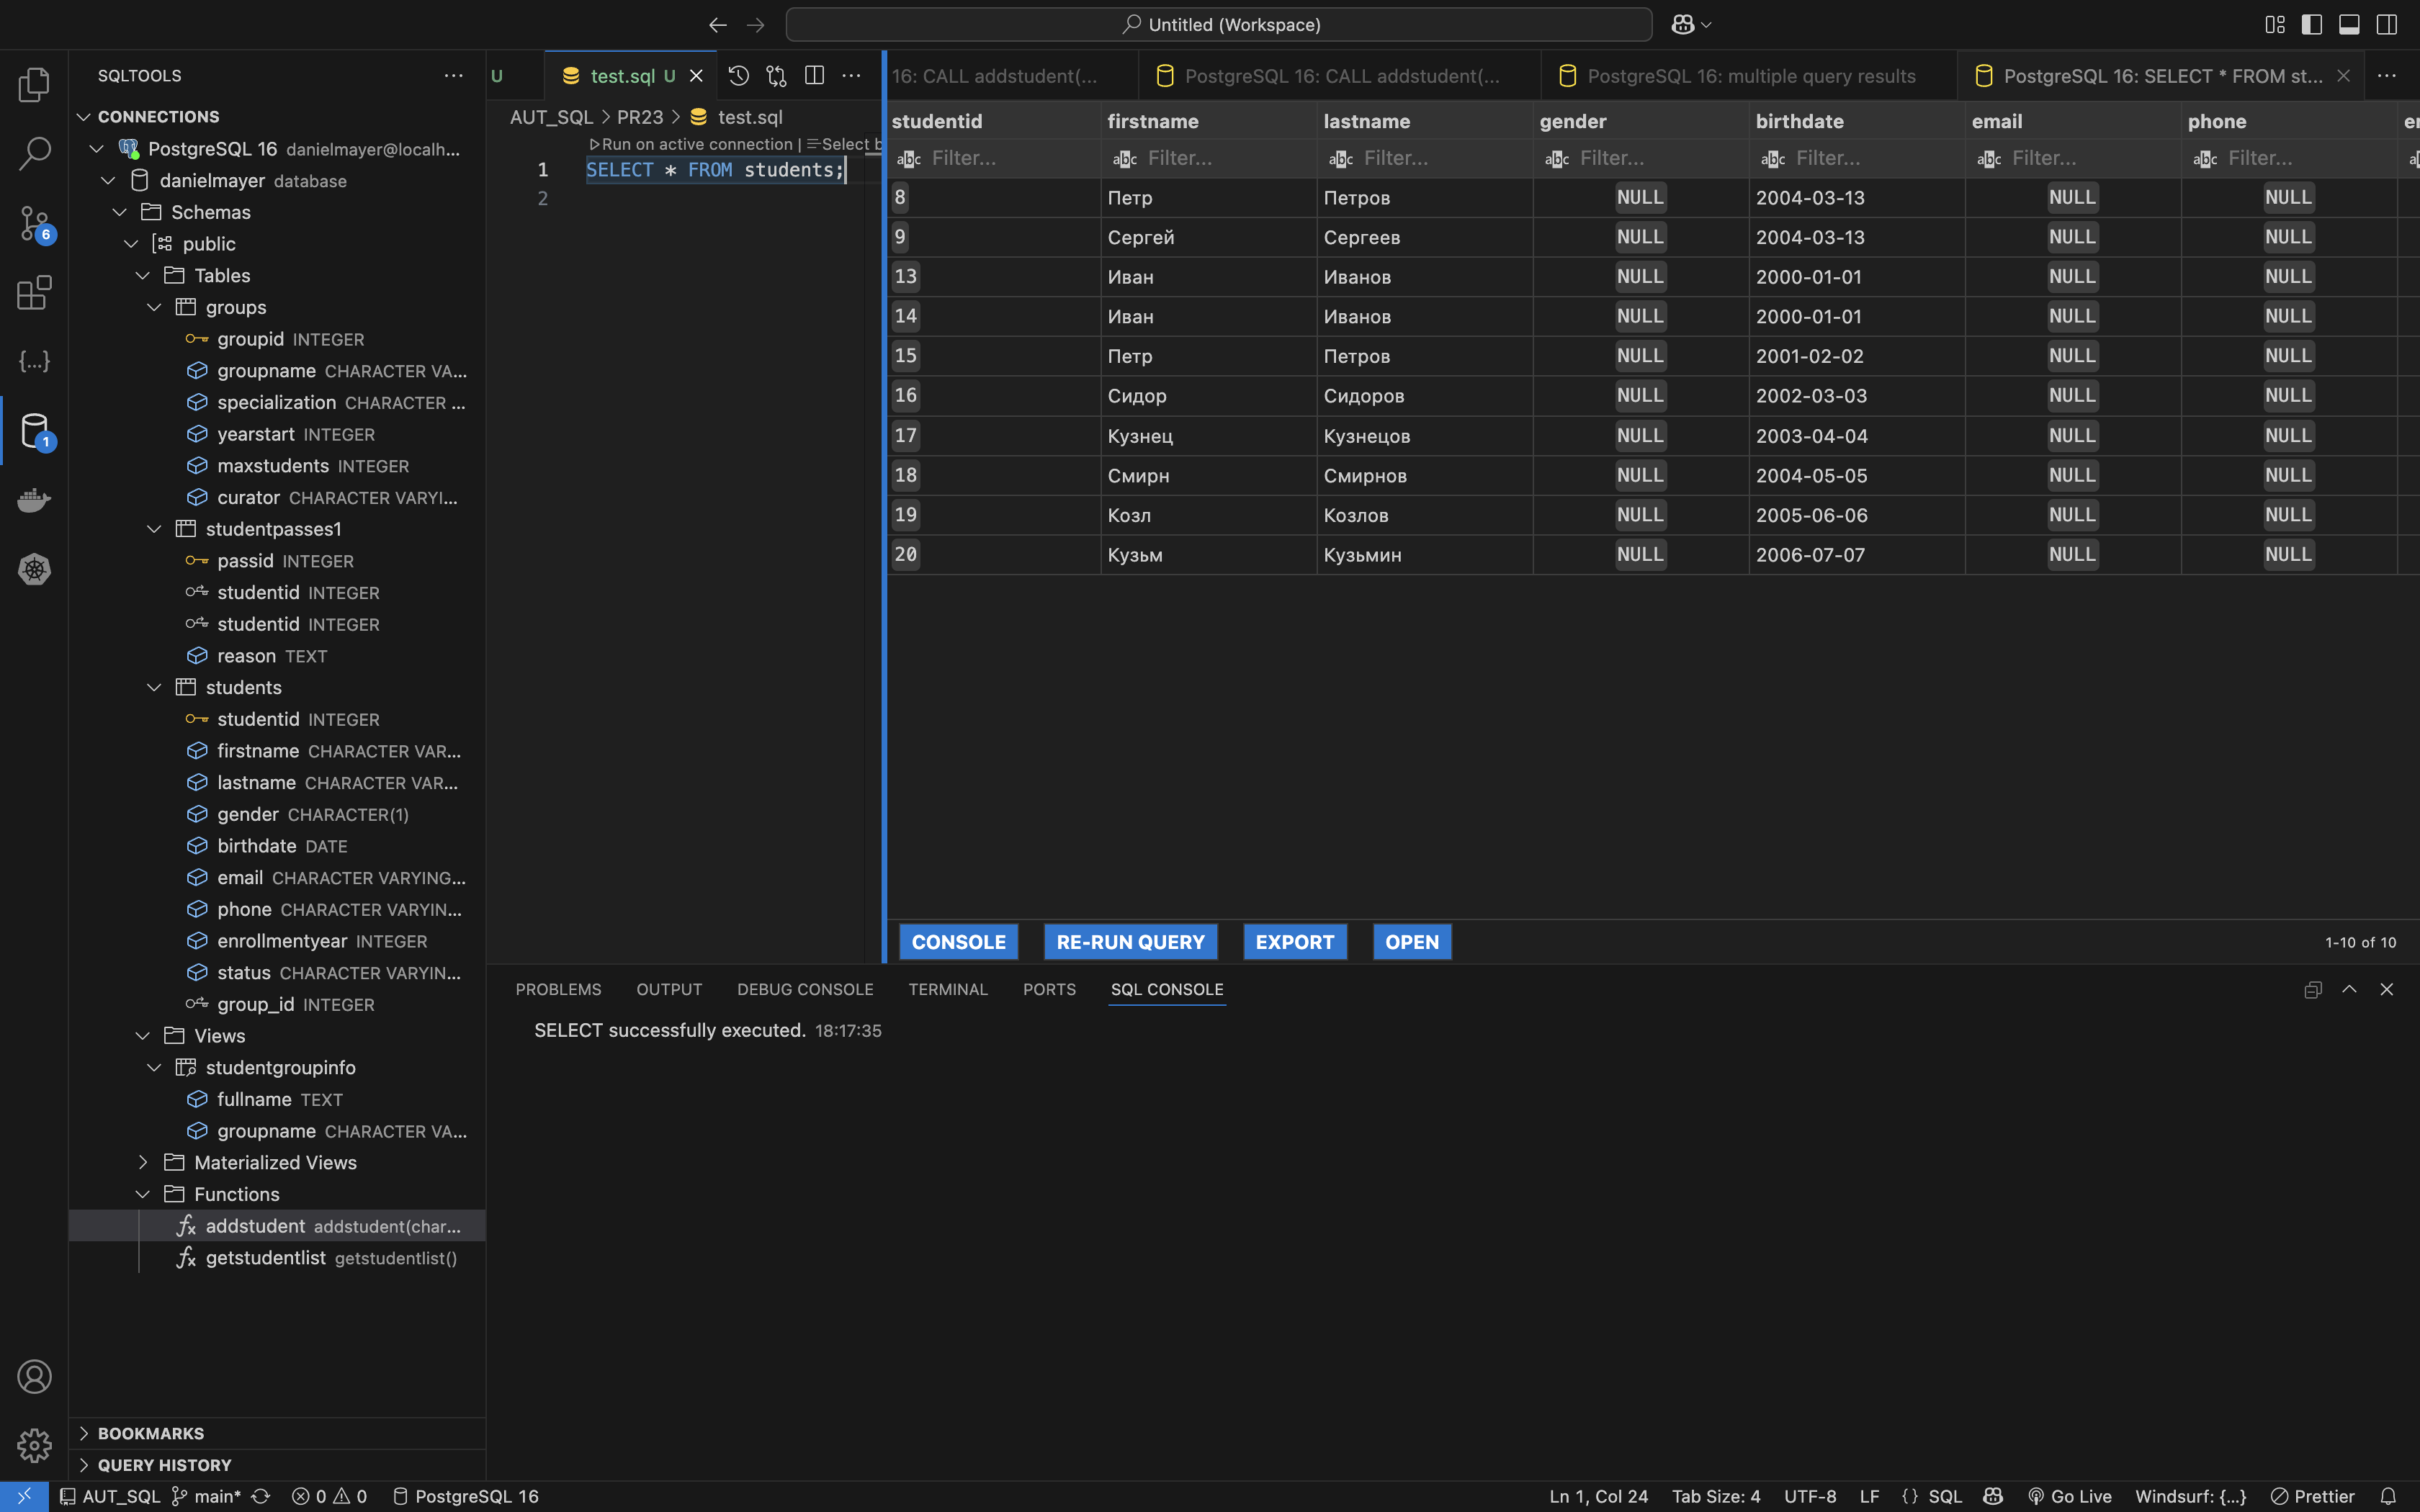 Untitled (Workspace)
SQLTOOLS
CONNECTIONS
PostgreSQL 16 danielmayer@localh...
danielmayer database
Schemas
public
Tables
groups
groupid INTEGER
groupname CHARACTER VA...
specialization CHARACTER ...
yearstart INTEGER
maxstudents INTEGER
curator CHARACTER VARYI...
studentpasses1
passid INTEGER
studentid INTEGER
studentid INTEGER
reason TEXT
students
studentid INTEGER
firstname CHARACTER VAR...
lastname CHARACTER VAR...
gender CHARACTER(1)
birthdate DATE
email CHARACTER VARYING...
phone CHARACTER VARYIN...
enrollmentyear INTEGER
status CHARACTER VARYIN...
group_id INTEGER
Views
studentgroupinfo
fullname TEXT
groupname CHARACTER VA...
Materialized Views
Functions
addstudent addstudent(char...
getstudentlist getstudentlist()
BOOKMARKS
QUERY HISTORY
6
1
U test.sql U
AUT_SQL > PR23 > test.sql
Run on active connection | Select b
1 SELECT * FROM students;
2
16: CALL addstudent(... PostgreSQL 16: CALL addstudent(... PostgreSQL 16: multiple query results PostgreSQL 16: SELECT * FROM st...
studentid firstname lastname gender birthdate email phone
abc Filter... abc Filter... abc Filter... abc Filter... abc Filter... abc Filter... abc Filter...
8 Петр Петров NULL 2004-03-13 NULL NULL
9 Сергей Сергеев NULL 2004-03-13 NULL NULL
13 Иван Иванов NULL 2000-01-01 NULL NULL
14 Иван Иванов NULL 2000-01-01 NULL NULL
15 Петр Петров NULL 2001-02-02 NULL NULL
16 Сидор Сидоров NULL 2002-03-03 NULL NULL
17 Кузнец Кузнецов NULL 2003-04-04 NULL NULL
18 Смирн Смирнов NULL 2004-05-05 NULL NULL
19 Козл Козлов NULL 2005-06-06 NULL NULL
20 Кузьм Кузьмин NULL 2006-07-07 NULL NULL
CONSOLE RE-RUN QUERY EXPORT OPEN 1-10 of 10
PROBLEMS OUTPUT DEBUG CONSOLE TERMINAL PORTS SQL CONSOLE
SELECT successfully executed. 18:17:35
AUT_SQL main* 0 0 PostgreSQL 16 Ln 1, Col 24 Tab Size: 4 UTF-8 LF {} SQL Go Live Windsurf: {...} Prettier